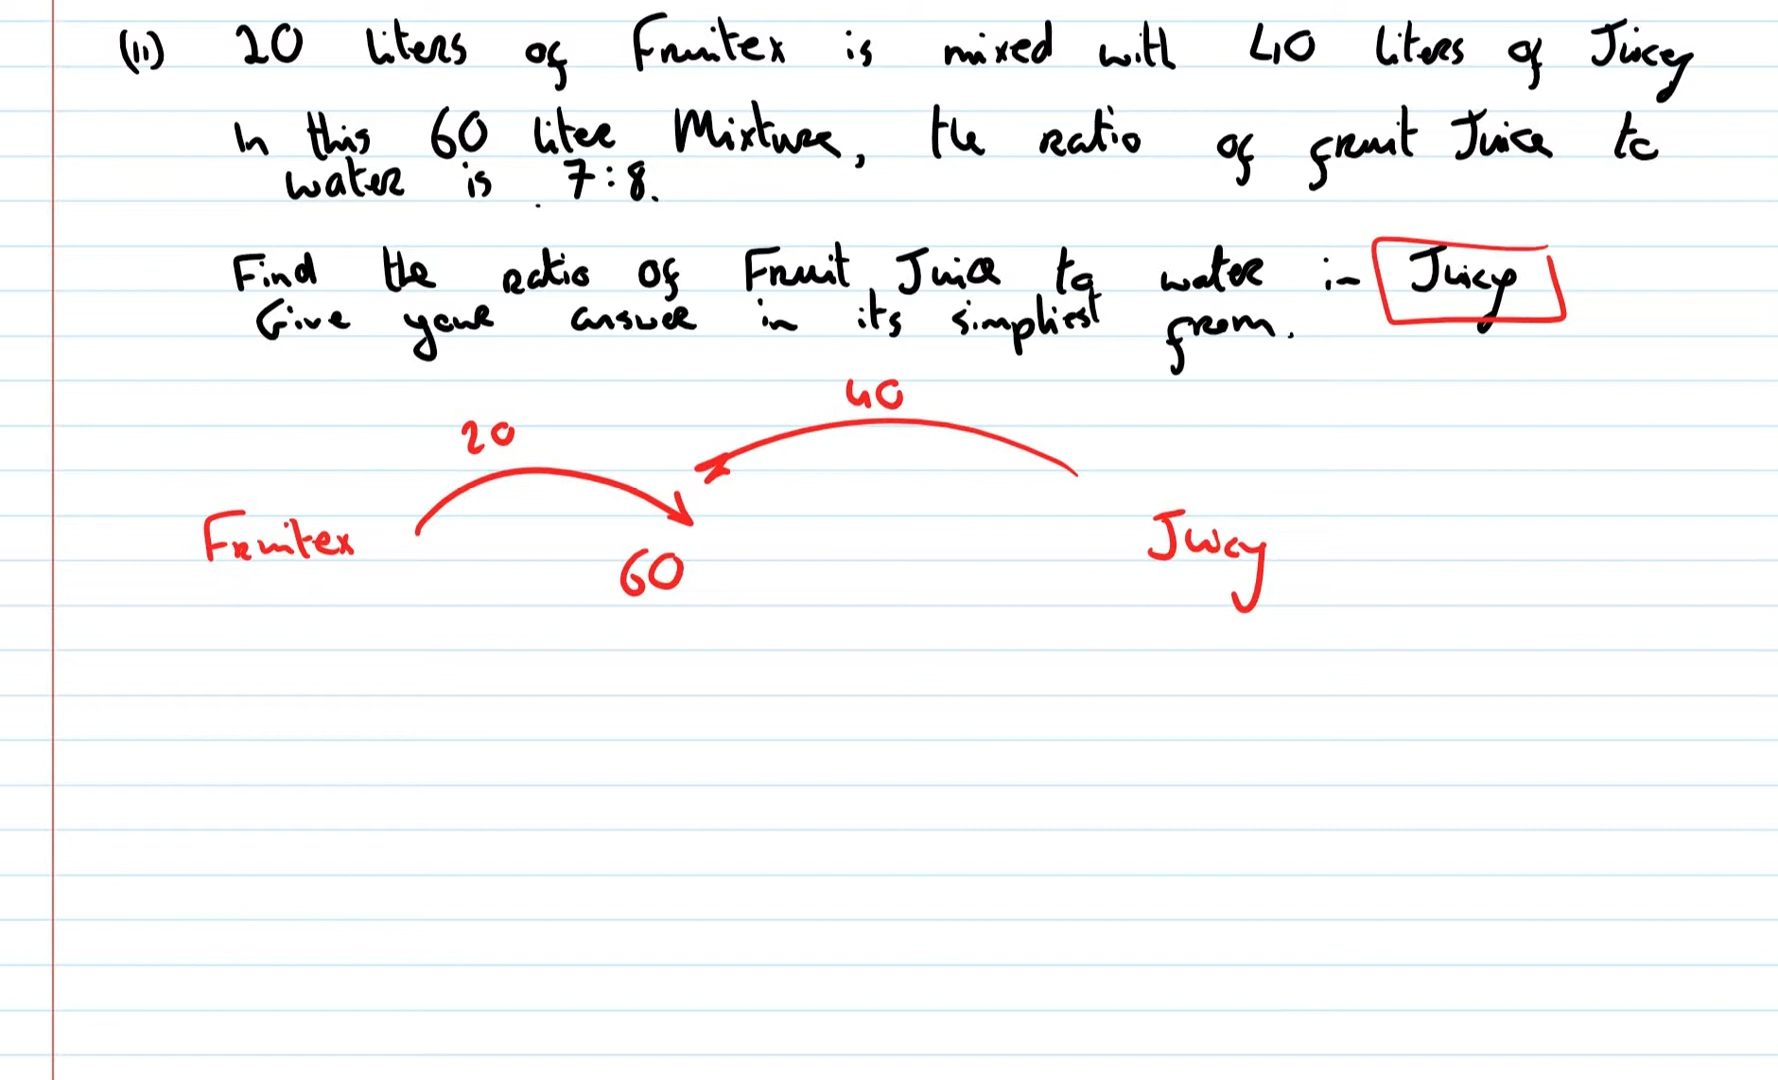 (11) 20 liters of Fruitex is mixed with 40 liters of Juicy
In this 60 liter Mixture, the ratio of fruit Juice to
water is 7:8.
Find the ratio of Fruit Juice to water in Juicy
Give your answer in its simpliest from.
40
20
Fruitex
Juicy
60